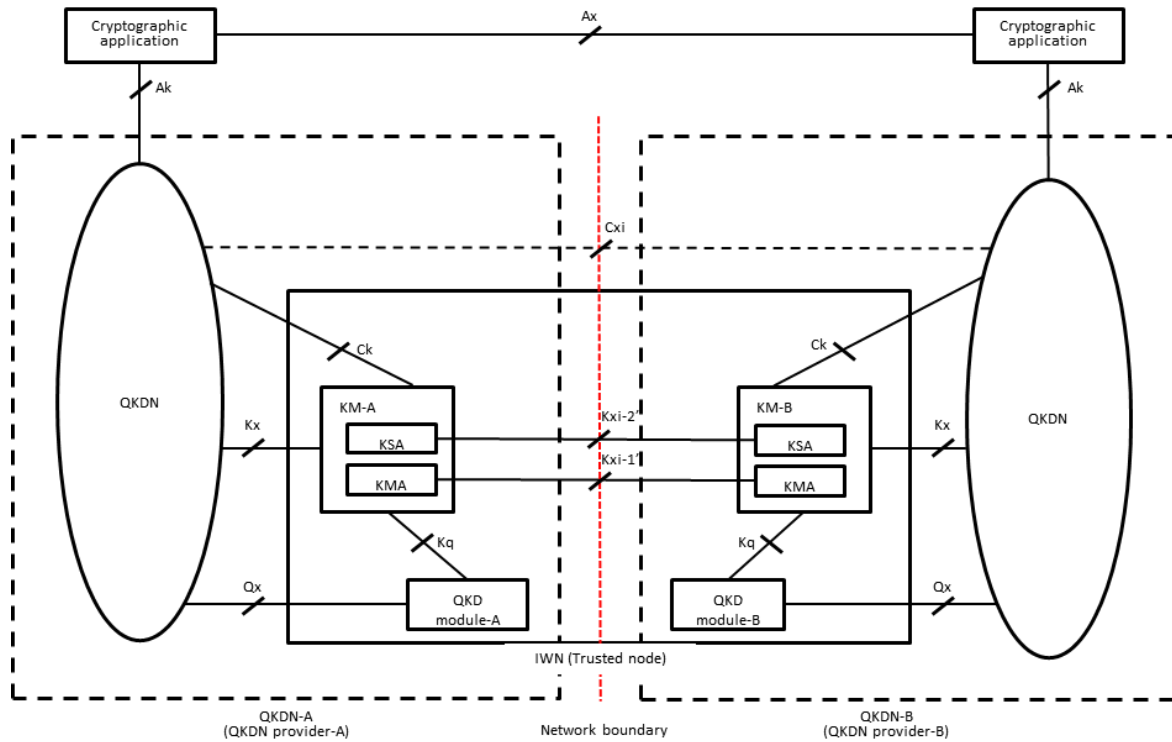 Cryptographic
application
Ax
Cryptographic
application
Ak
Ak
Cxi
Ck
Ck
QKDN
KM-A
KM-B
QKDN
Kx
KSA
Kxi-2'
KSA
Kx
KMA
Kxi-1'
KMA
Kq
Kq
Qx
QKD
module-A
QKD
module-B
Qx
IWN (Trusted node)
QKDN-A
(QKDN provider-A)
Network boundary
QKDN-B
(QKDN provider-B)